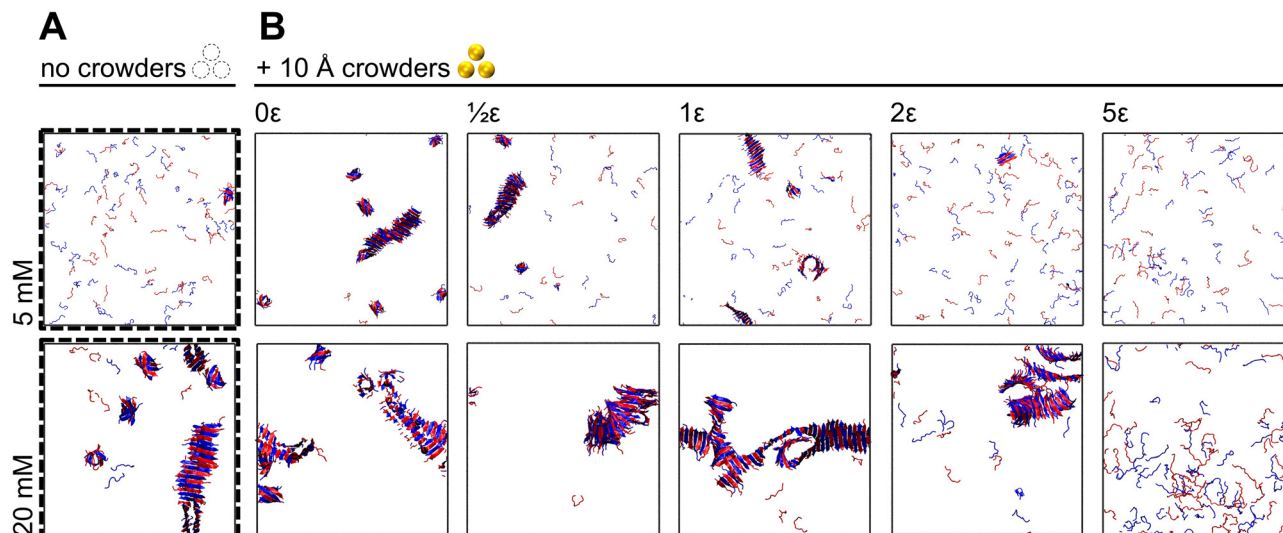 A
B
no crowders
+ 10 Å crowders
0ε
½ε
1ε
2ε
5ε
5 mM
20 mM